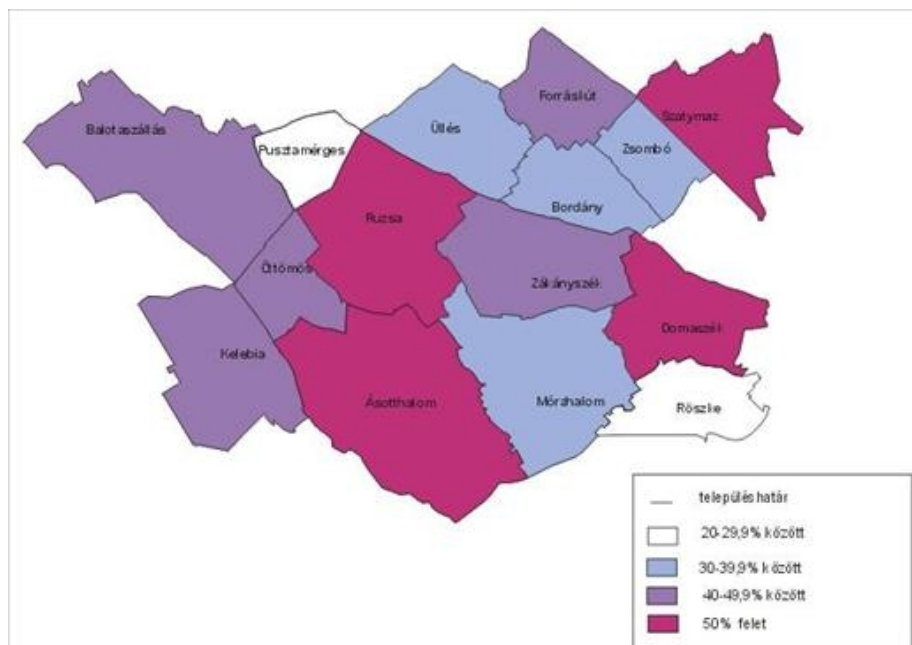 Balotaszállás
Pusztamérges
Üllés
Forráskút
Szatymaz
Zsombó
Bordány
Ruzsa
Öttömös
Zákányszék
Kelebia
Domaszék
Ásotthalom
Mórahalom
Röszke
településhatár
20-29,9% között
30-39,9% között
40-49,9% között
50% felet